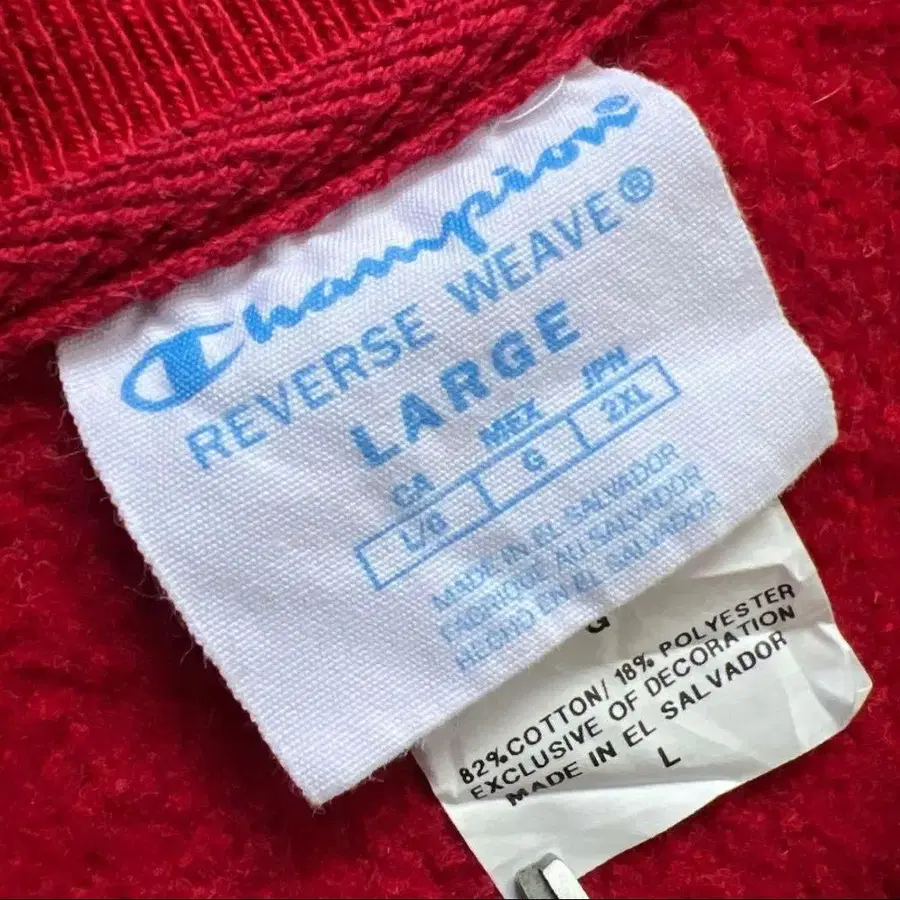 Champion®
REVERSE WEAVE®
LARGE
CA MEX JPN
L/G G 2XL
MADE IN EL SALVADOR
FABRIQUE AU SALVADOR
HECHO EN EL SALVADOR
G
82% COTTON/ 18% POLYESTER
EXCLUSIVE OF DECORATION
MADE IN EL SALVADOR
L